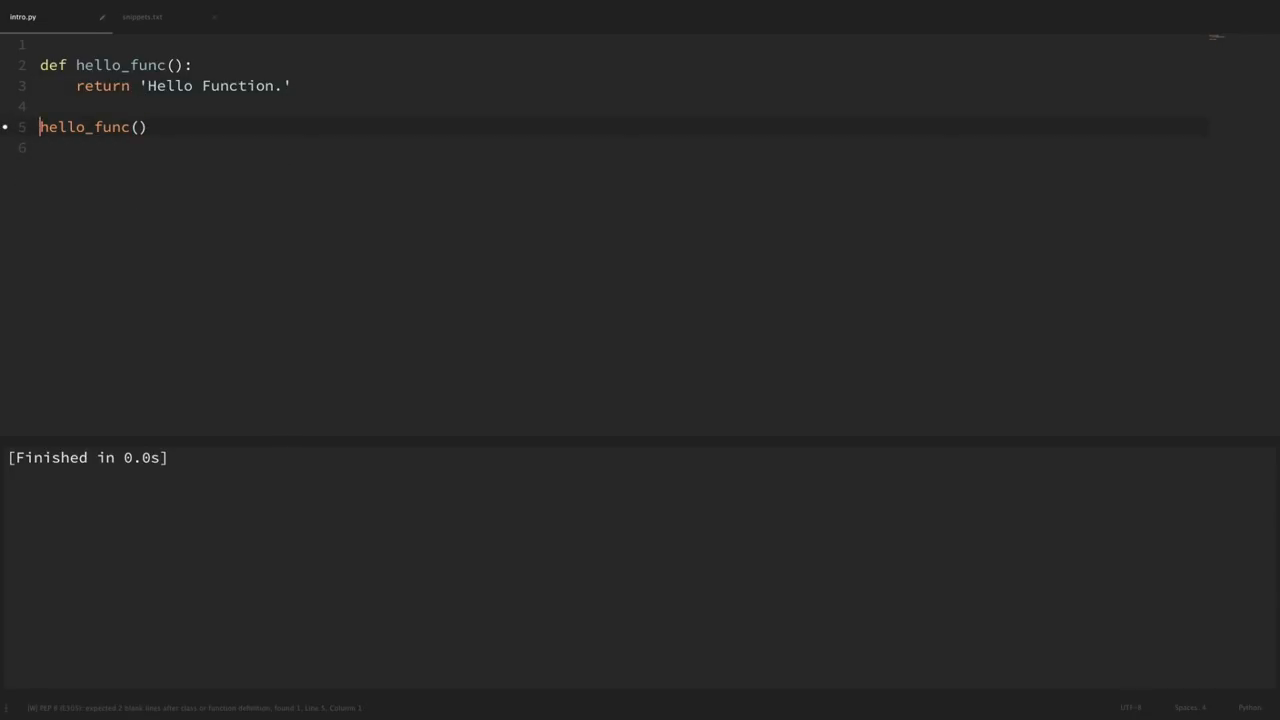 intro.py
snippets.txt
1
2 def hello_func():
3     return 'Hello Function.'
4
5 hello_func()
6
[Finished in 0.0s]
[W] PEP 8 (E305): expected 2 blank lines after class or function definition, found 1, Line 5, Column 1
UTF-8
Spaces: 4
Python